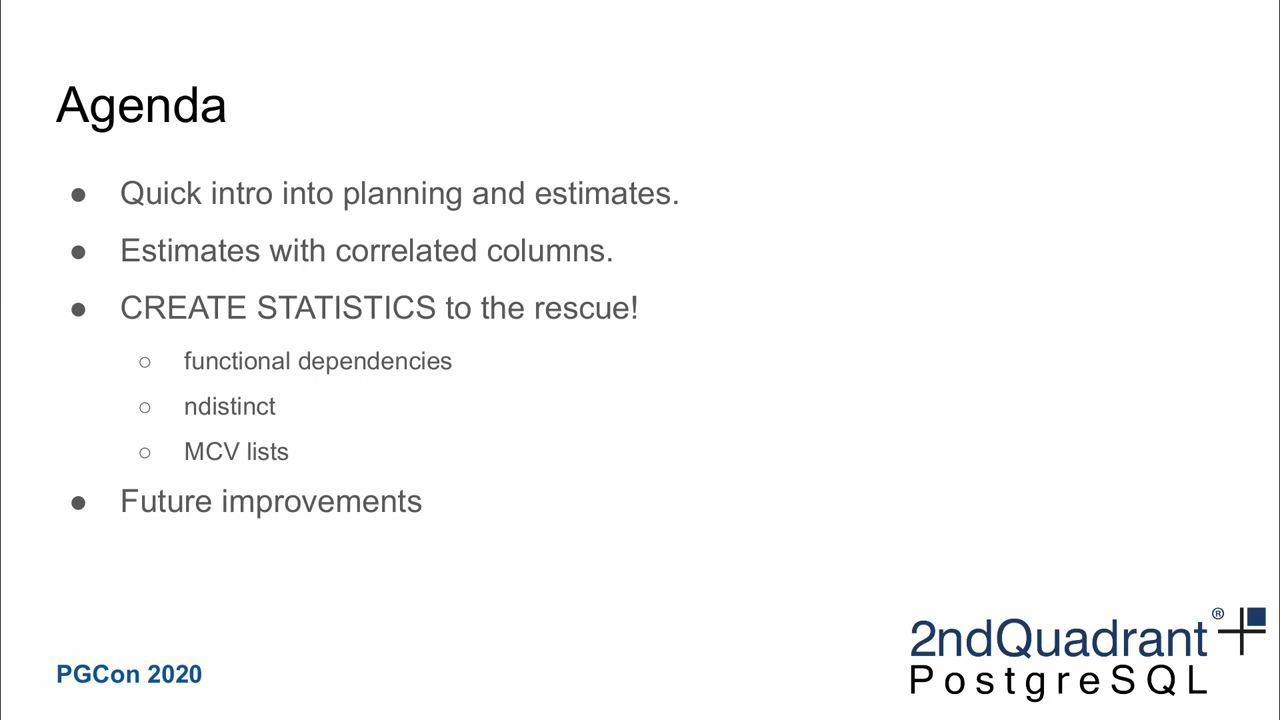 Agenda
● Quick intro into planning and estimates.
● Estimates with correlated columns.
● CREATE STATISTICS to the rescue!
○ functional dependencies
○ ndistinct
○ MCV lists
● Future improvements
PGCon 2020
2ndQuadrant®
PostgreSQL